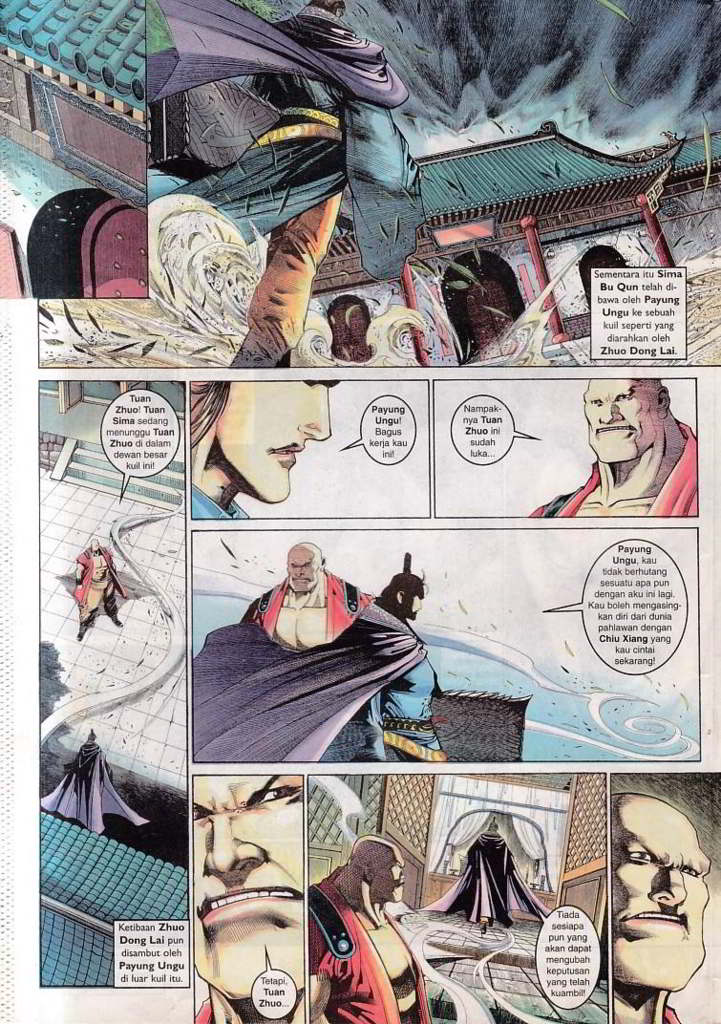 Sementara itu Sima
Bu Qun telah di-
bawa oleh Payung
Ungu ke sebuah
kuil seperti yang
diarahkan oleh
Zhuo Dong Lai.
Tuan
Zhuo! Tuan
Sima sedang
menunggu Tuan
Zhuo di dalam
dewan besar
kuil ini!
Ketibaan Zhuo
Dong Lai pun
disambut oleh
Payung Ungu
di luar kuil itu.
Payung
Ungu!
Bagus
kerja kau
ini!
Nampak-
nya Tuan
Zhuo ini
sudah
luka...
Payung
Ungu, kau
tidak berhutang
sesuatu apa pun
dengan aku ini lagi.
Kau boleh mengasing-
kan diri dari dunia
pahlawan dengan
Chiu Xiang yang
kau cintai
sekarang!
Tetapi,
Tuan
Zhuo...
Tiada
sesiapa
pun yang
akan dapat
mengubah
keputusan
yang telah
kuambil!